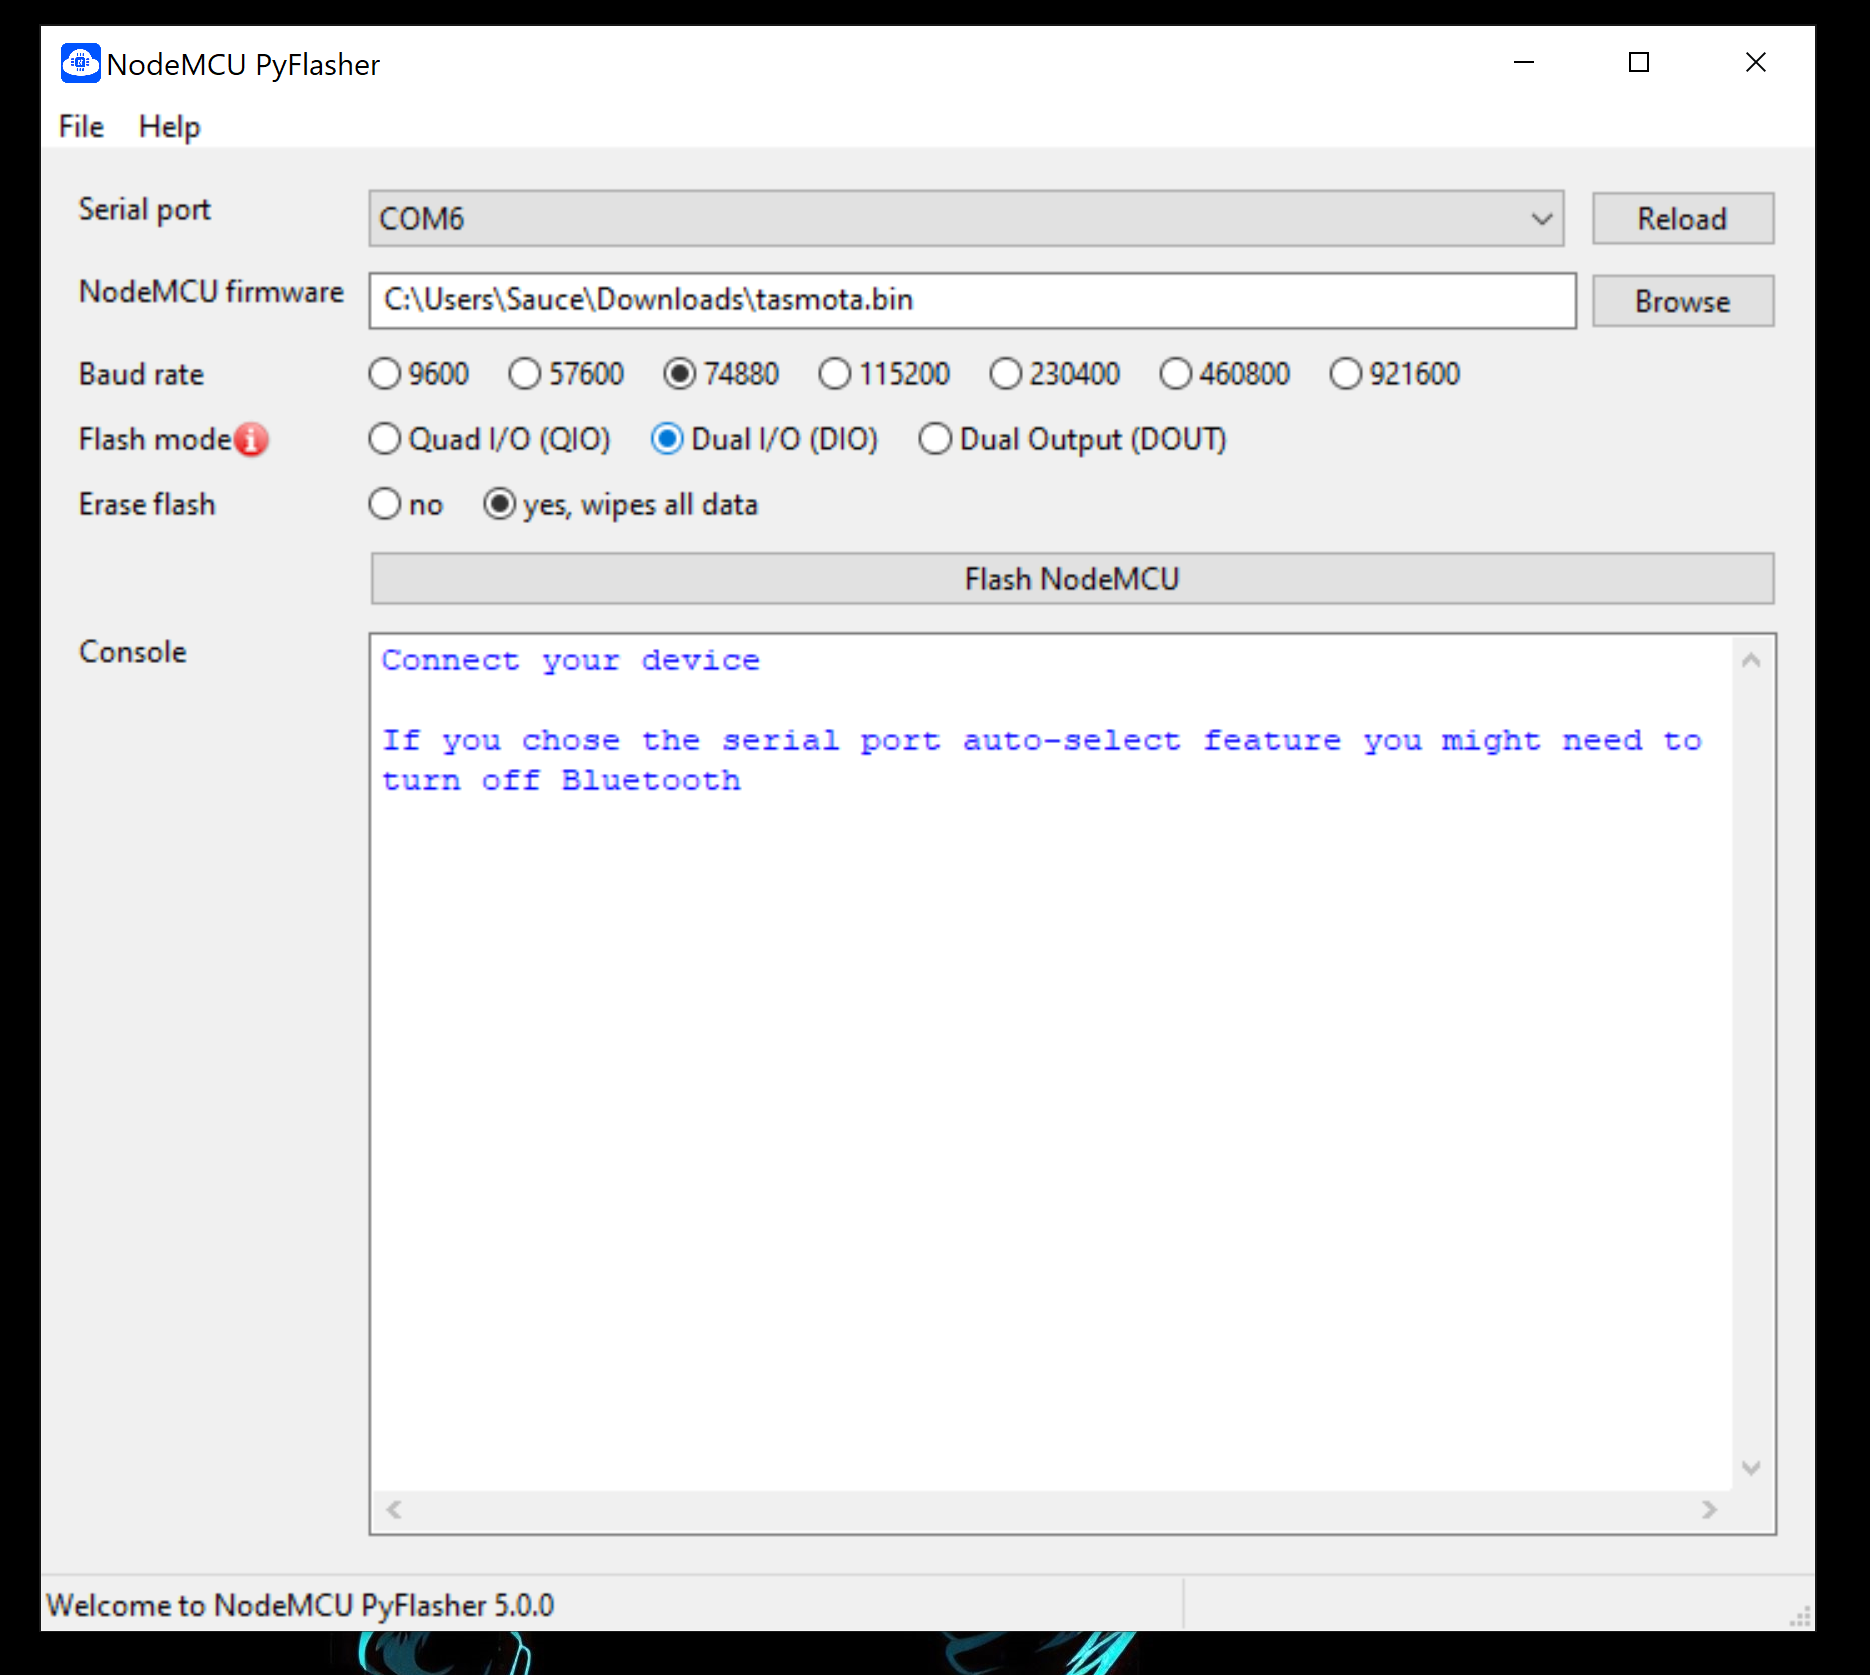 NodeMCU PyFlasher
File Help
Serial port COM6 Reload
NodeMCU firmware C:\Users\Sauce\Downloads\tasmota.bin Browse
Baud rate 9600 57600 74880 115200 230400 460800 921600
Flash mode Quad I/O (QIO) Dual I/O (DIO) Dual Output (DOUT)
Erase flash no yes, wipes all data
Flash NodeMCU
Console
Connect your device
If you chose the serial port auto-select feature you might need to
turn off Bluetooth
Welcome to NodeMCU PyFlasher 5.0.0